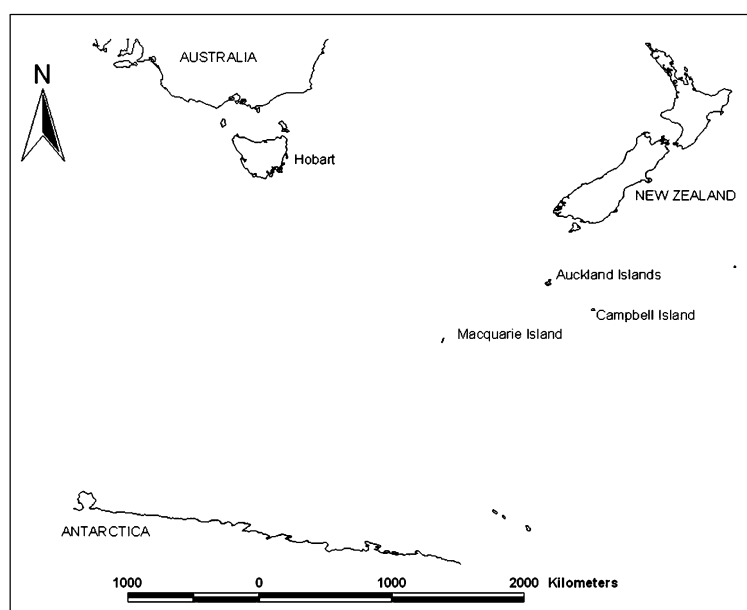 AUSTRALIA
N
Hobart
NEW ZEALAND
Auckland Islands
Campbell Island
Macquarie Island
ANTARCTICA
1000 0 1000 2000 Kilometers